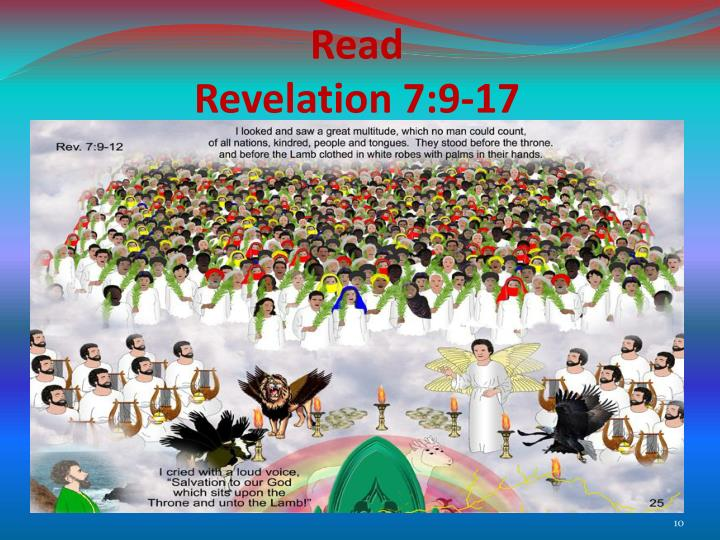 Read
Revelation 7:9-17
Rev. 7:9-12
I looked and saw a great multitude, which no man could count,
of all nations, kindred, people and tongues. They stood before the throne.
and before the Lamb clothed in white robes with palms in their hands.
I cried with a loud voice,
"Salvation to our God
which sits upon the
Throne and unto the Lamb!"
25
10